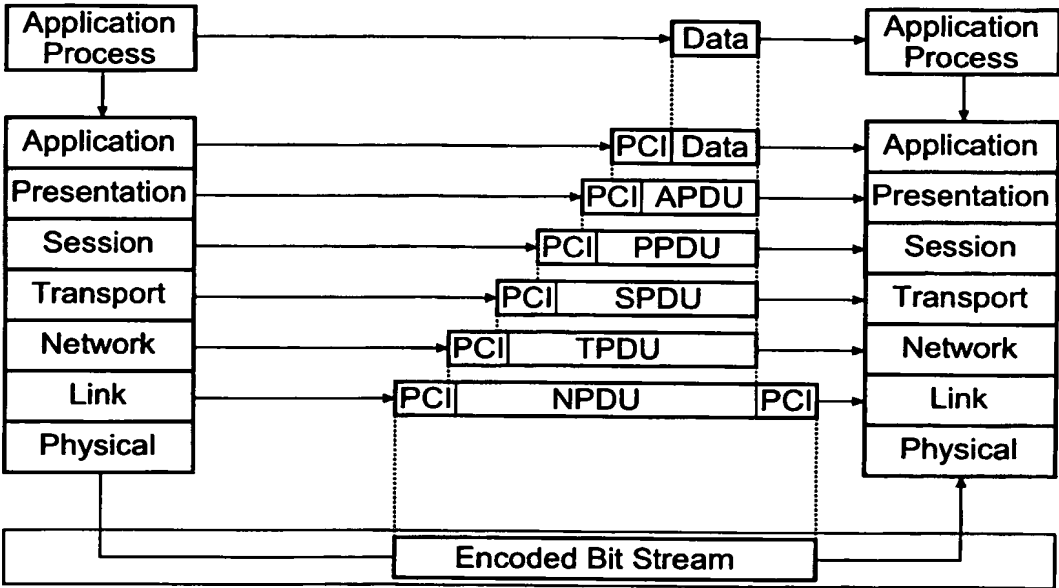 Application
Process
Data
Application
Process
Application
PCI Data
Application
Presentation
PCI APDU
Presentation
Session
PCI PPDU
Session
Transport
PCI SPDU
Transport
Network
PCI TPDU
Network
Link
PCI NPDU PCI
Link
Physical
Physical
Encoded Bit Stream